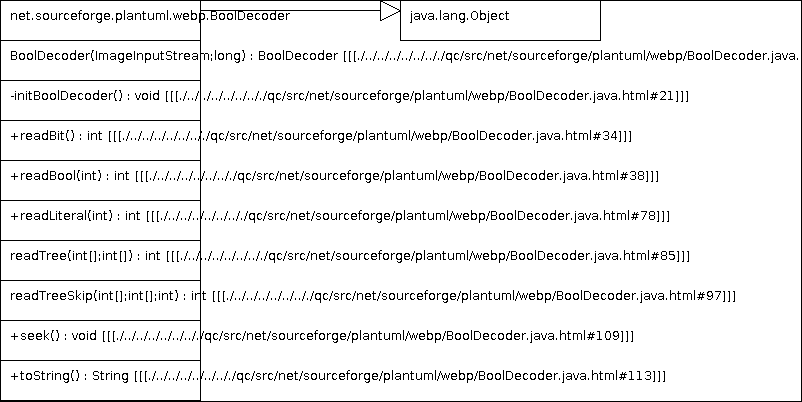 net.sourceforge.plantuml.webp.BoolDecoder
java.lang.Object
BoolDecoder(ImageInputStream;long) : BoolDecoder [[[./../../../../../../../qc/src/net/sourceforge/plantuml/webp/BoolDecoder.java.
-initBoolDecoder() : void [[[./../../../../../../../qc/src/net/sourceforge/plantuml/webp/BoolDecoder.java.html#21]]]
+readBit() : int [[[./../../../../../../../qc/src/net/sourceforge/plantuml/webp/BoolDecoder.java.html#34]]]
+readBool(int) : int [[[./../../../../../../../qc/src/net/sourceforge/plantuml/webp/BoolDecoder.java.html#38]]]
+readLiteral(int) : int [[[./../../../../../../../qc/src/net/sourceforge/plantuml/webp/BoolDecoder.java.html#78]]]
readTree(int[];int[]) : int [[[./../../../../../../../qc/src/net/sourceforge/plantuml/webp/BoolDecoder.java.html#85]]]
readTreeSkip(int[];int[];int) : int [[[./../../../../../../../qc/src/net/sourceforge/plantuml/webp/BoolDecoder.java.html#97]]]
+seek() : void [[[./../../../../../../../qc/src/net/sourceforge/plantuml/webp/BoolDecoder.java.html#109]]]
+toString() : String [[[./../../../../../../../qc/src/net/sourceforge/plantuml/webp/BoolDecoder.java.html#113]]]